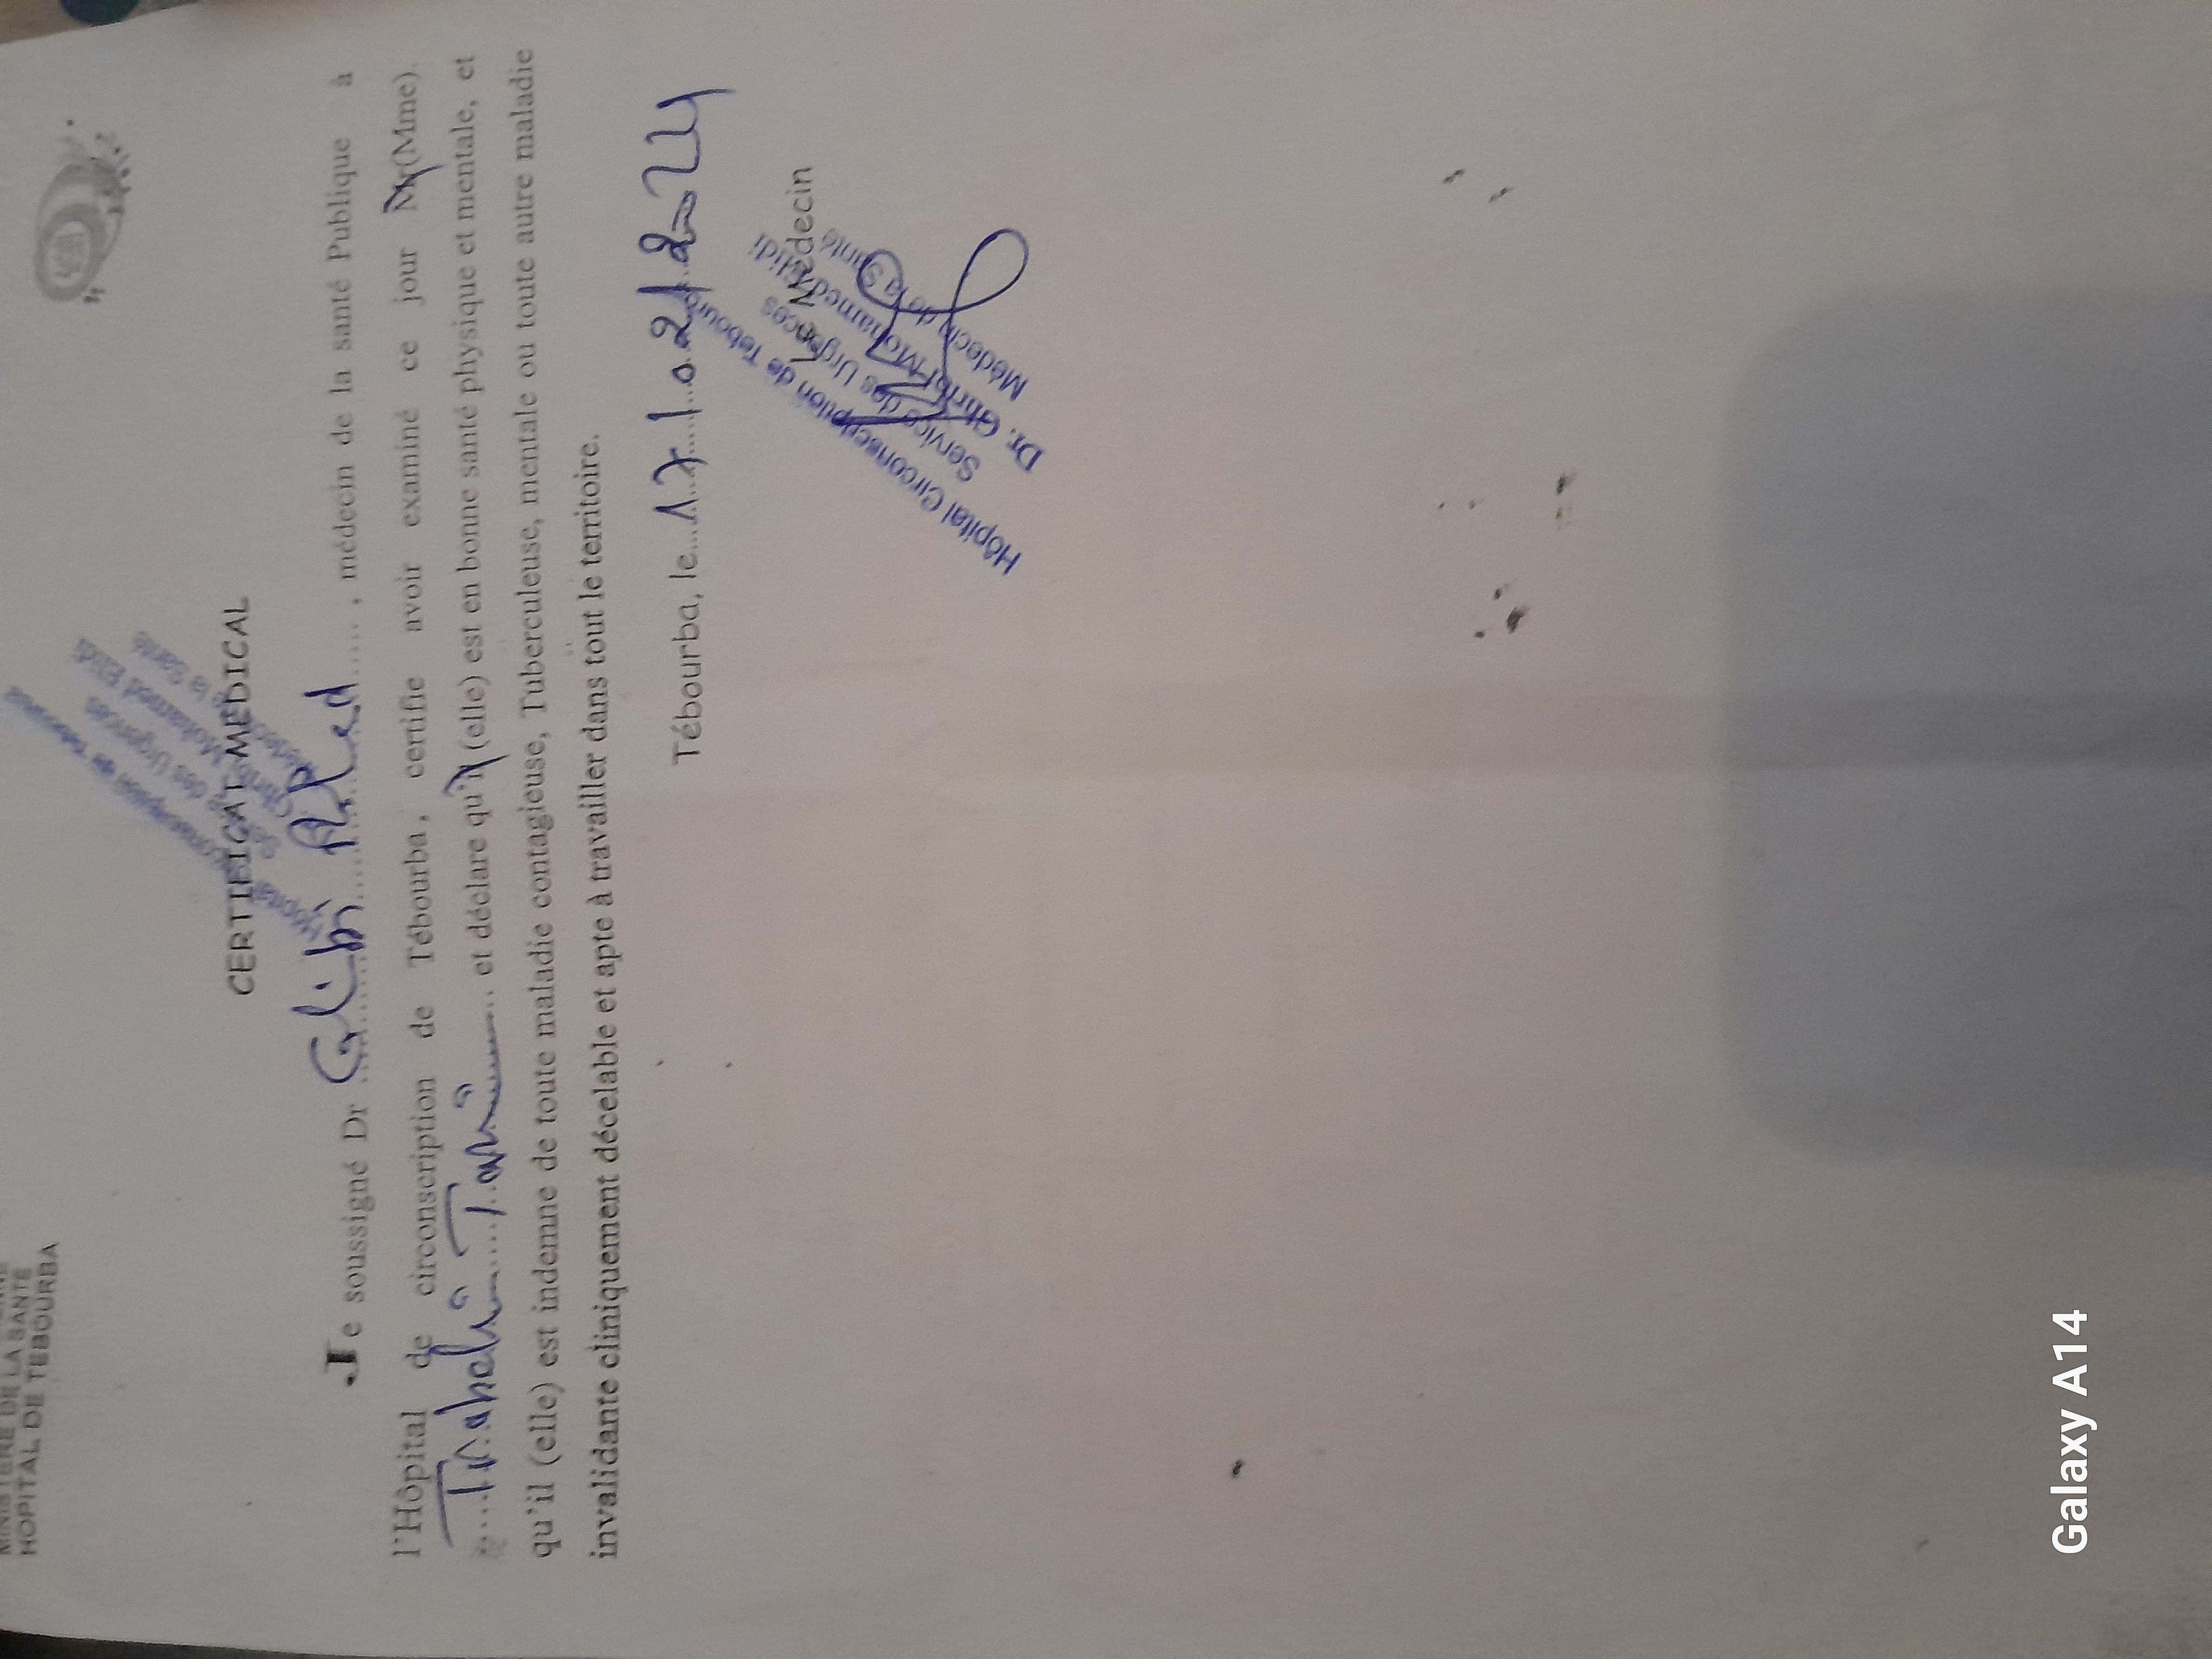 MINISTERE DE LA SANTE
HOPITAL DE TEBOURBA
CERTIFICAT MEDICAL
Je soussigné Dr ......, médecin de la santé Publique à
l'Hôpital de circonscription de Tébourba, certifie avoir examiné ce jour Mr(Mme).
...... et déclare qu'il (elle) est en bonne santé physique et mentale, et
qu'il (elle) est indemne de toute maladie contagieuse, Tuberculeuse, mentale ou toute autre maladie
invalidante cliniquement décelable et apte à travailler dans tout le territoire.
Tébourba, le
Le Médecin
Hôpital Circonscription de Tebourba
Service des Urgences
Dr. Mohamed
Médecin de la Santé
Galaxy A14